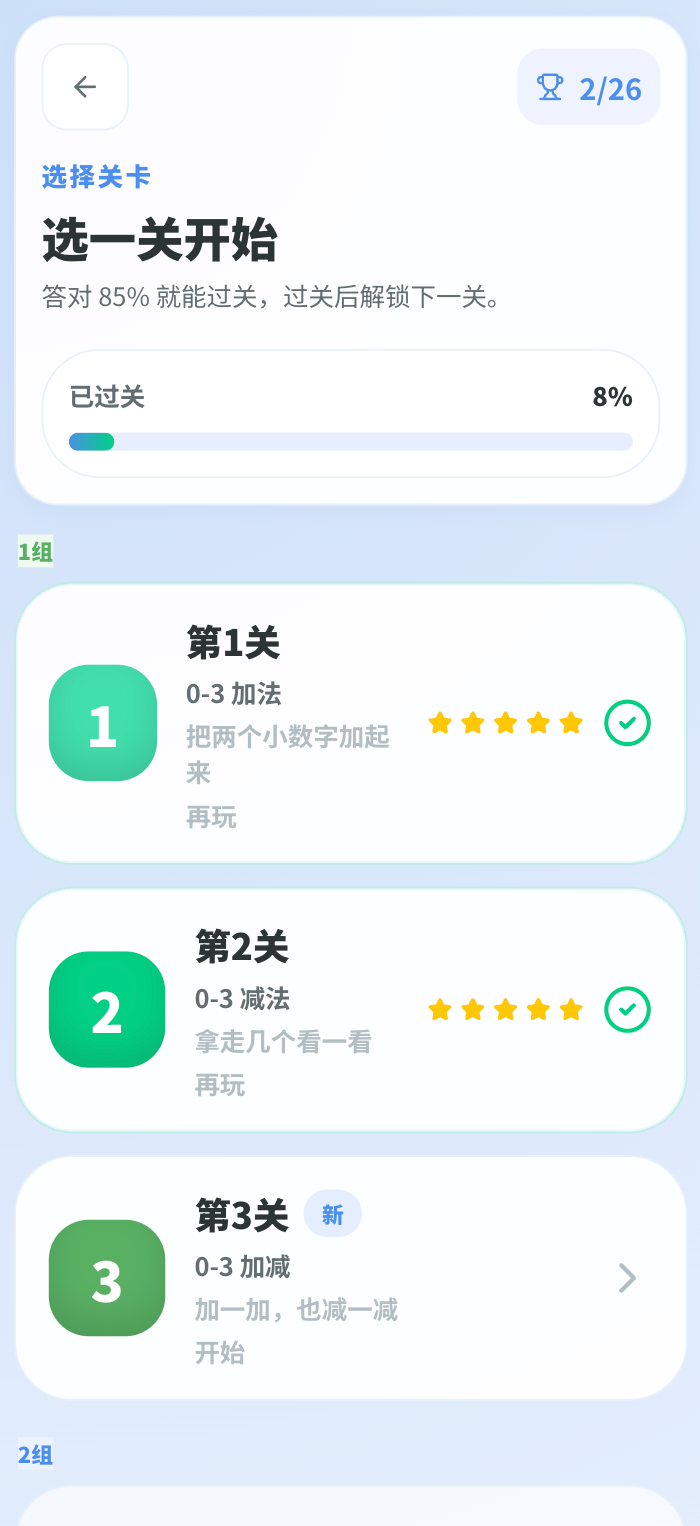 2/26
选择关卡
选一关开始
答对 85% 就能过关，过关后解锁下一关。
已过关 8%
1组
1
第1关
0-3 加法
把两个小数字加起
来
再玩
2
第2关
0-3 减法
拿走几个看一看
再玩
3
第3关 新
0-3 加减
加一加，也减一减
开始
2组